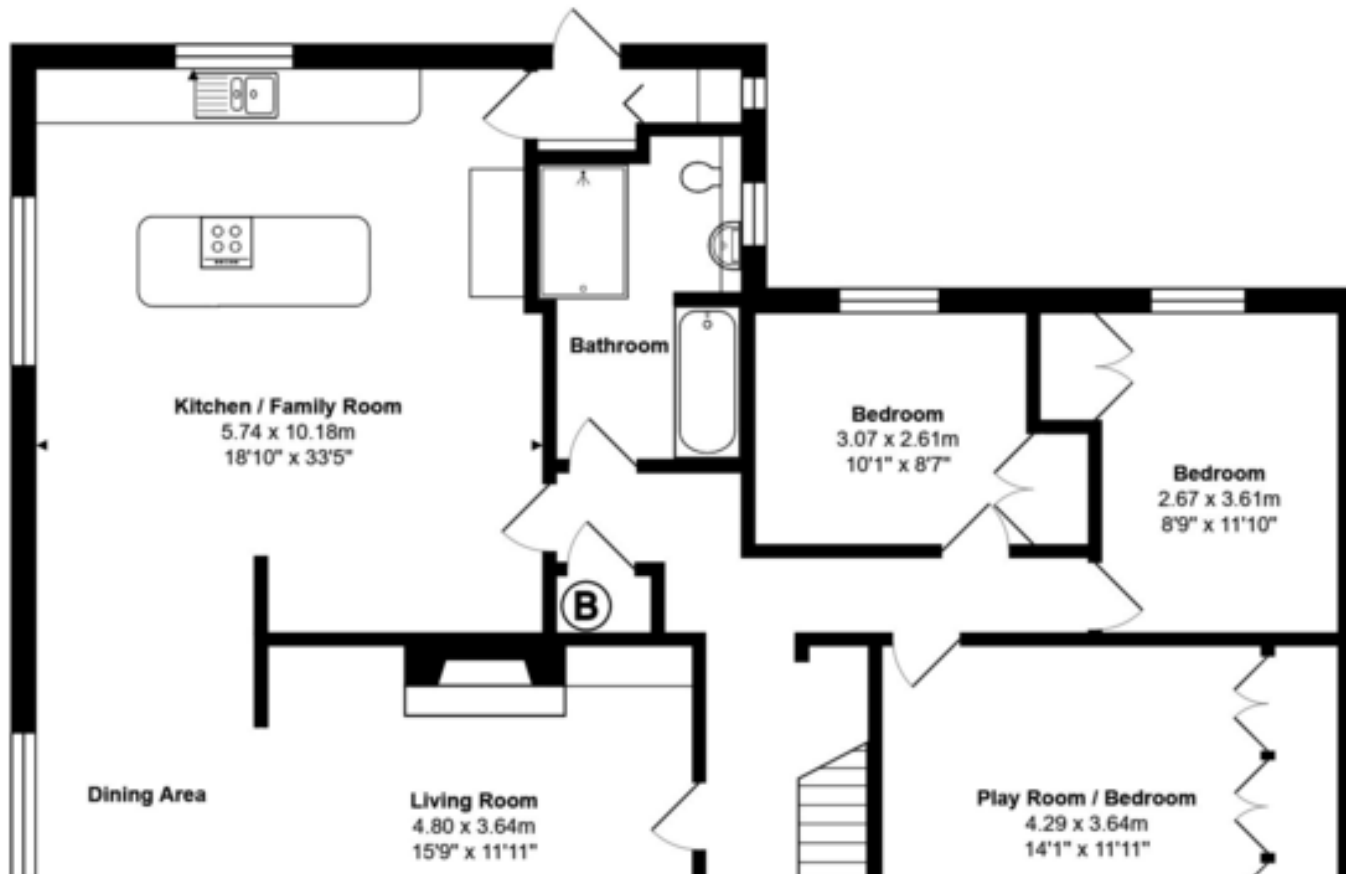 Kitchen / Family Room
5.74 x 10.18m
18'10" x 33'5"
Bathroom
Bedroom
3.07 x 2.61m
10'1" x 8'7"
Bedroom
2.67 x 3.61m
8'9" x 11'10"
B
Dining Area
Living Room
4.80 x 3.64m
15'9" x 11'11"
Play Room / Bedroom
4.29 x 3.64m
14'1" x 11'11"